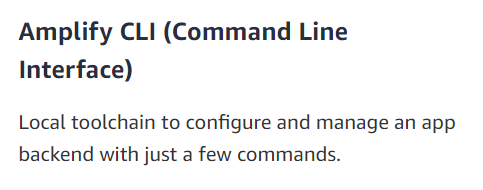 Amplify CLI (Command Line
Interface)
Local toolchain to configure and manage an app
backend with just a few commands.